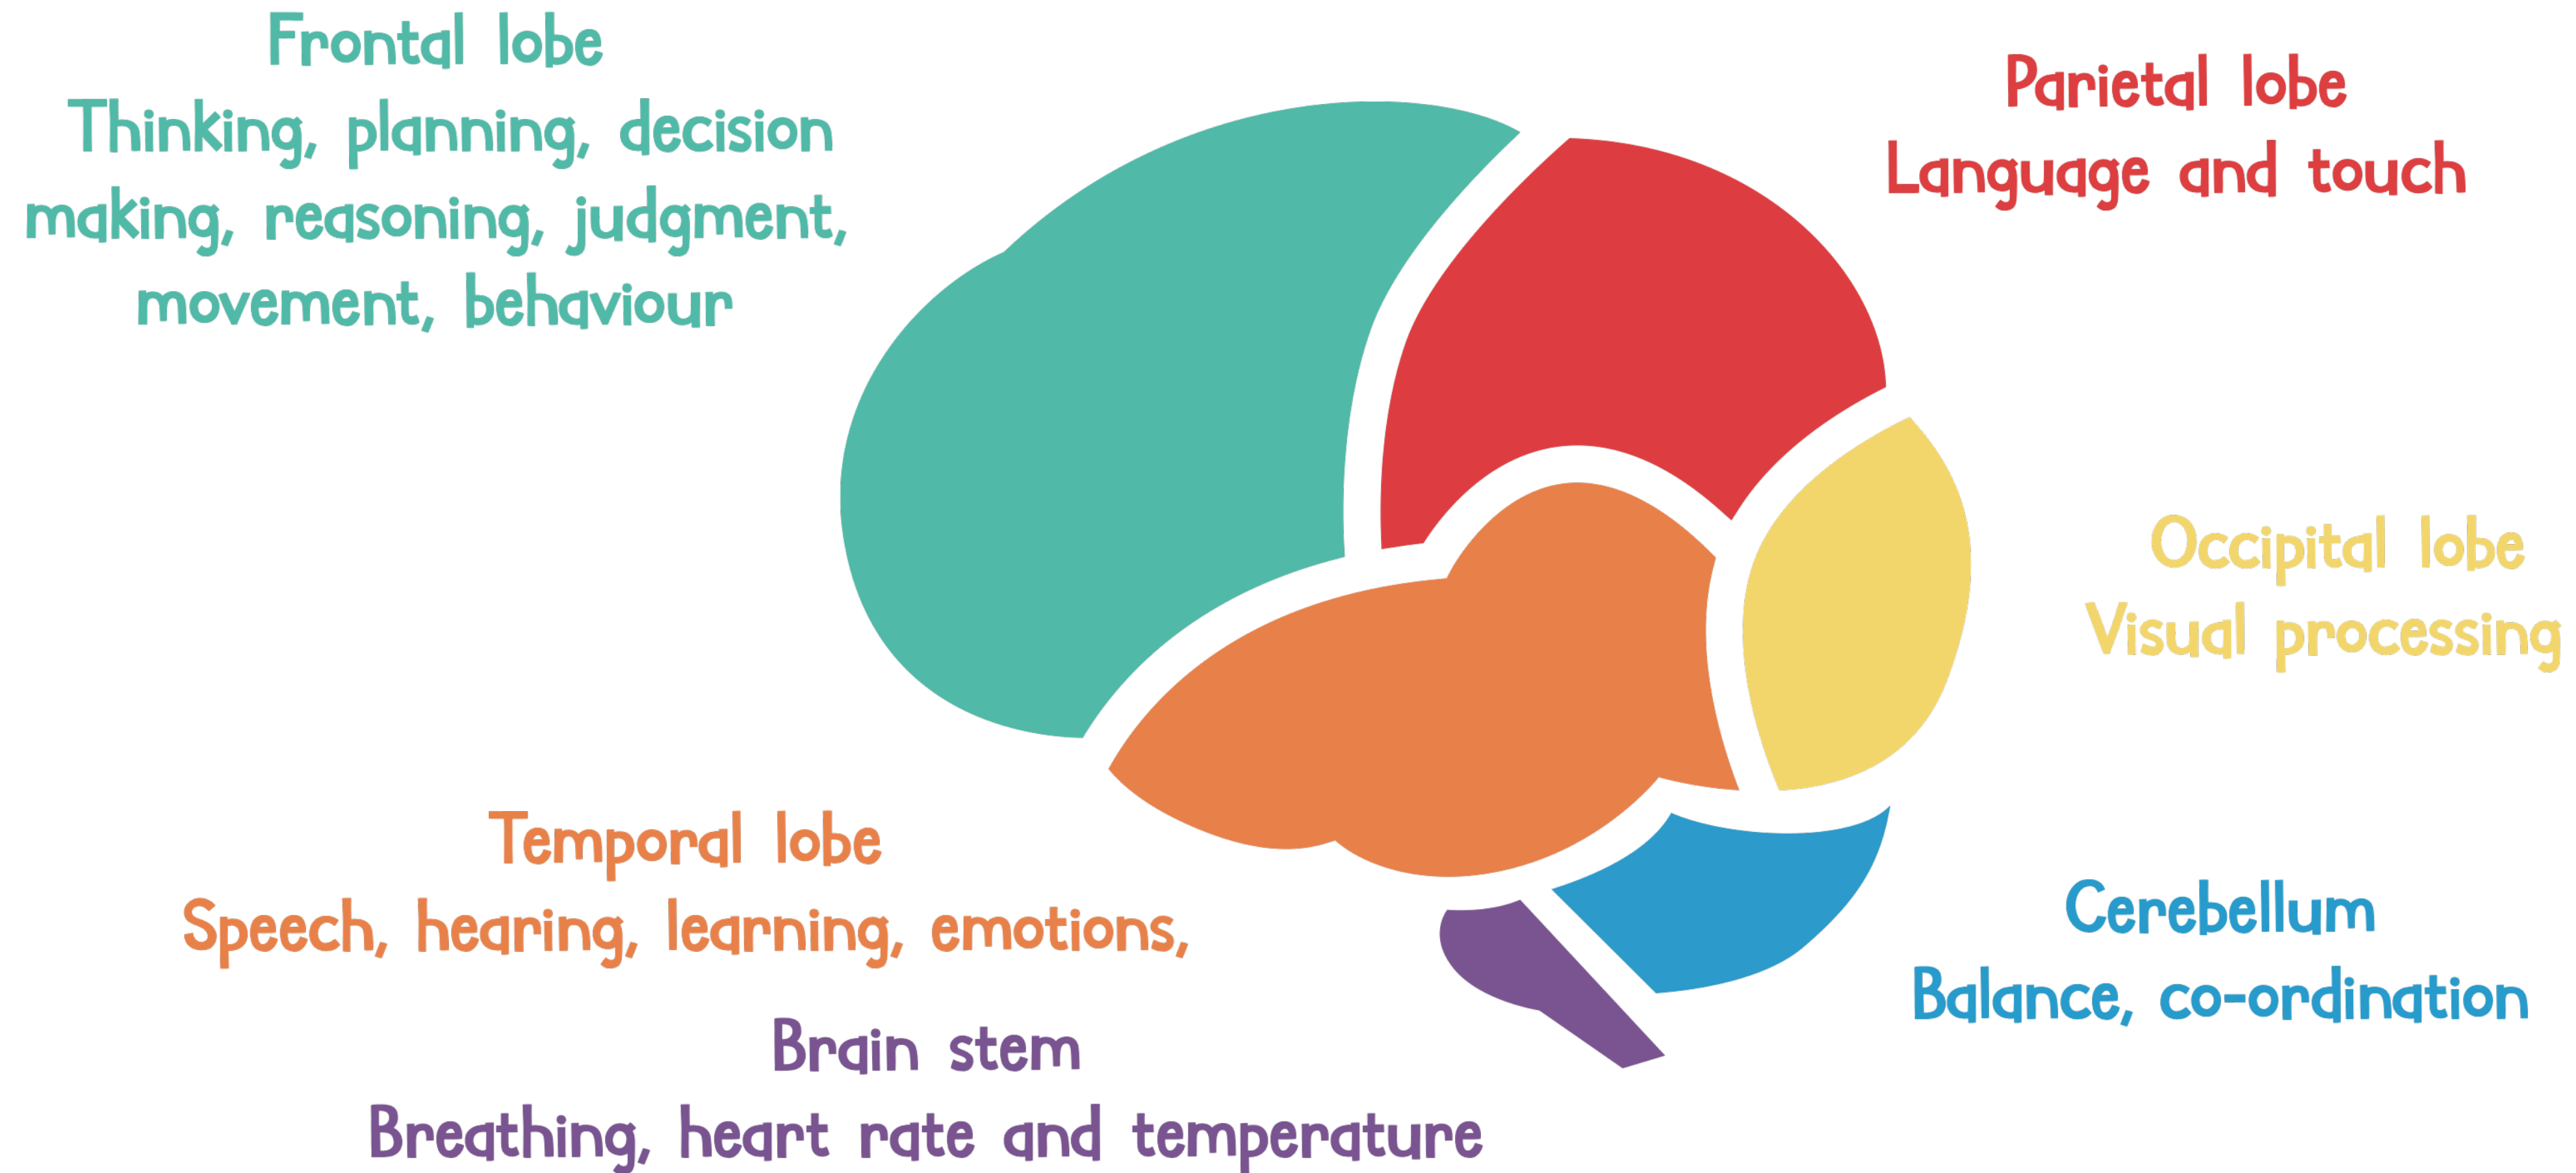 Frontal lobe
Thinking, planning, decision
making, reasoning, judgment,
movement, behaviour
Parietal lobe
Language and touch
Occipital lobe
Visual processing
Temporal lobe
Speech, hearing, learning, emotions,
Cerebellum
Balance, co-ordination
Brain stem
Breathing, heart rate and temperature